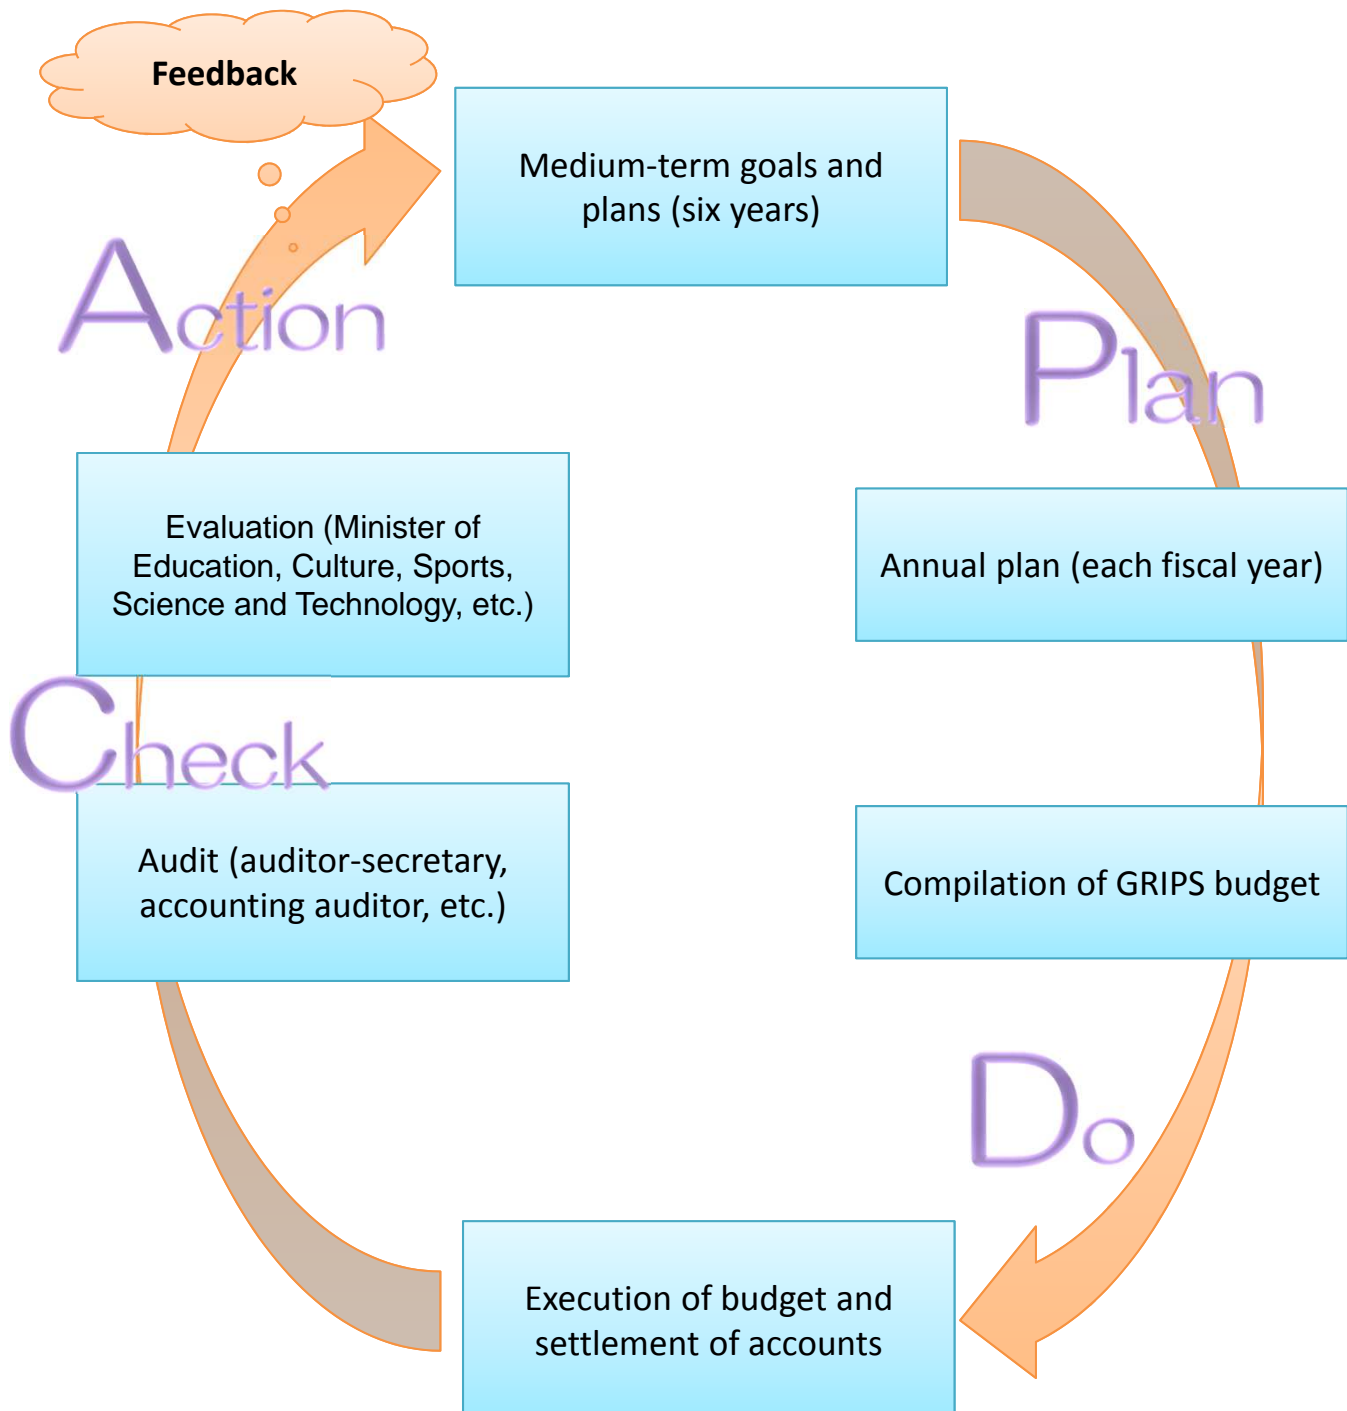 Feedback
Medium-term goals and
plans (six years)
Action
Plan
Evaluation (Minister of
Education, Culture, Sports,
Science and Technology, etc.)
Annual plan (each fiscal year)
Check
Audit (auditor-secretary,
accounting auditor, etc.)
Compilation of GRIPS budget
Do
Execution of budget and
settlement of accounts